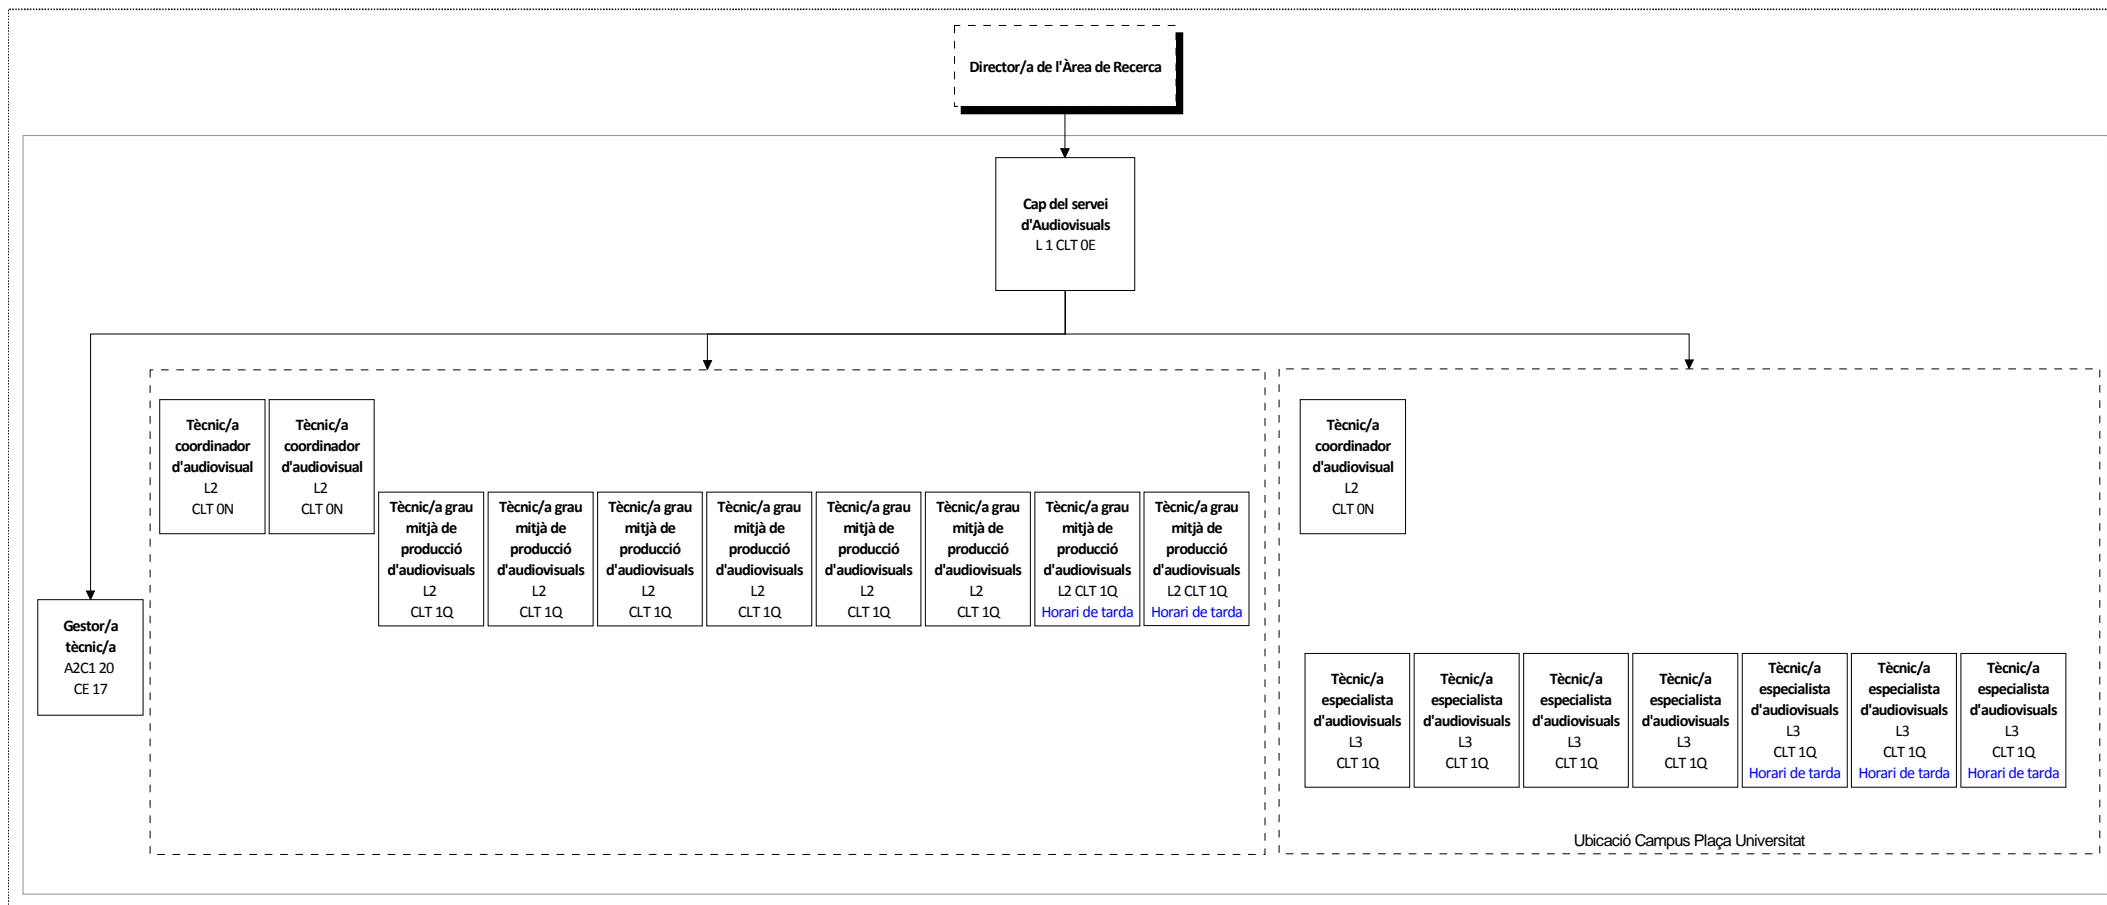 Director/a de l'Àrea de Recerca
Cap del servei
d'Audiovisuals
L 1 CLT 0E
Tècnic/a
coordinador
d'audiovisual
L2
CLT 0N
Tècnic/a
coordinador
d'audiovisual
L2
CLT 0N
Tècnic/a grau
mitjà de
producció
d'audiovisuals
L2
CLT 1Q
Tècnic/a grau
mitjà de
producció
d'audiovisuals
L2
CLT 1Q
Tècnic/a grau
mitjà de
producció
d'audiovisuals
L2
CLT 1Q
Tècnic/a grau
mitjà de
producció
d'audiovisuals
L2
CLT 1Q
Tècnic/a grau
mitjà de
producció
d'audiovisuals
L2
CLT 1Q
Tècnic/a grau
mitjà de
producció
d'audiovisuals
L2
CLT 1Q
Tècnic/a grau
mitjà de
producció
d'audiovisuals
L2 CLT 1Q
Horari de tarda
Tècnic/a grau
mitjà de
producció
d'audiovisuals
L2 CLT 1Q
Horari de tarda
Gestor/a
tècnic/a
A2C1 20
CE 17
Tècnic/a
coordinador
d'audiovisual
L2
CLT 0N
Tècnic/a
especialista
d'audiovisuals
L3
CLT 1Q
Tècnic/a
especialista
d'audiovisuals
L3
CLT 1Q
Tècnic/a
especialista
d'audiovisuals
L3
CLT 1Q
Tècnic/a
especialista
d'audiovisuals
L3
CLT 1Q
Tècnic/a
especialista
d'audiovisuals
L3
CLT 1Q
Horari de tarda
Tècnic/a
especialista
d'audiovisuals
L3
CLT 1Q
Horari de tarda
Tècnic/a
especialista
d'audiovisuals
L3
CLT 1Q
Horari de tarda
Ubicació Campus Plaça Universitat